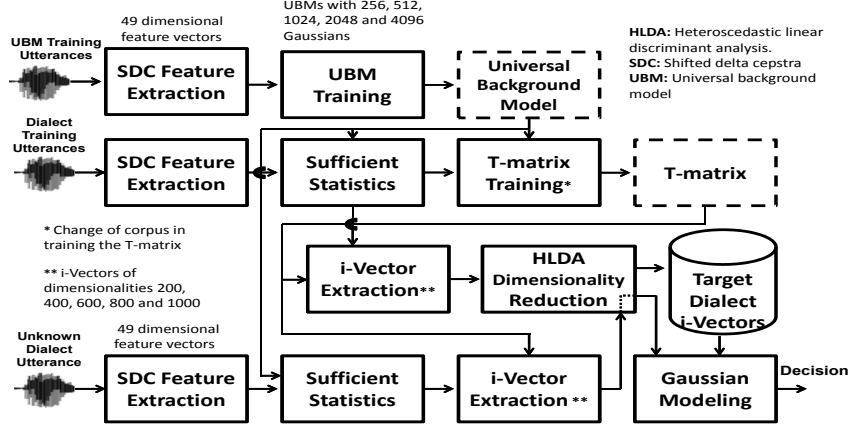 49 dimensional
feature vectors
UBMs with 256, 512,
1024, 2048 and 4096
Gaussians
HLDA: Heteroscedastic linear
discriminant analysis.
SDC: Shifted delta cepstra
UBM: Universal background
model
UBM Training
Utterances
SDC Feature
Extraction
UBM
Training
Universal
Background
Model
Dialect
Training
Utterances
SDC Feature
Extraction
Sufficient
Statistics
T-matrix
Training*
T-matrix
* Change of corpus in
training the T-matrix
** i-Vectors of
dimensionalities 200,
400, 600, 800 and 1000
i-Vector
Extraction**
HLDA
Dimensionality
Reduction
Target
Dialect
i-Vectors
49 dimensional
feature vectors
Unknown
Dialect
Utterance
SDC Feature
Extraction
Sufficient
Statistics
i-Vector
Extraction **
Gaussian
Modeling
Decision